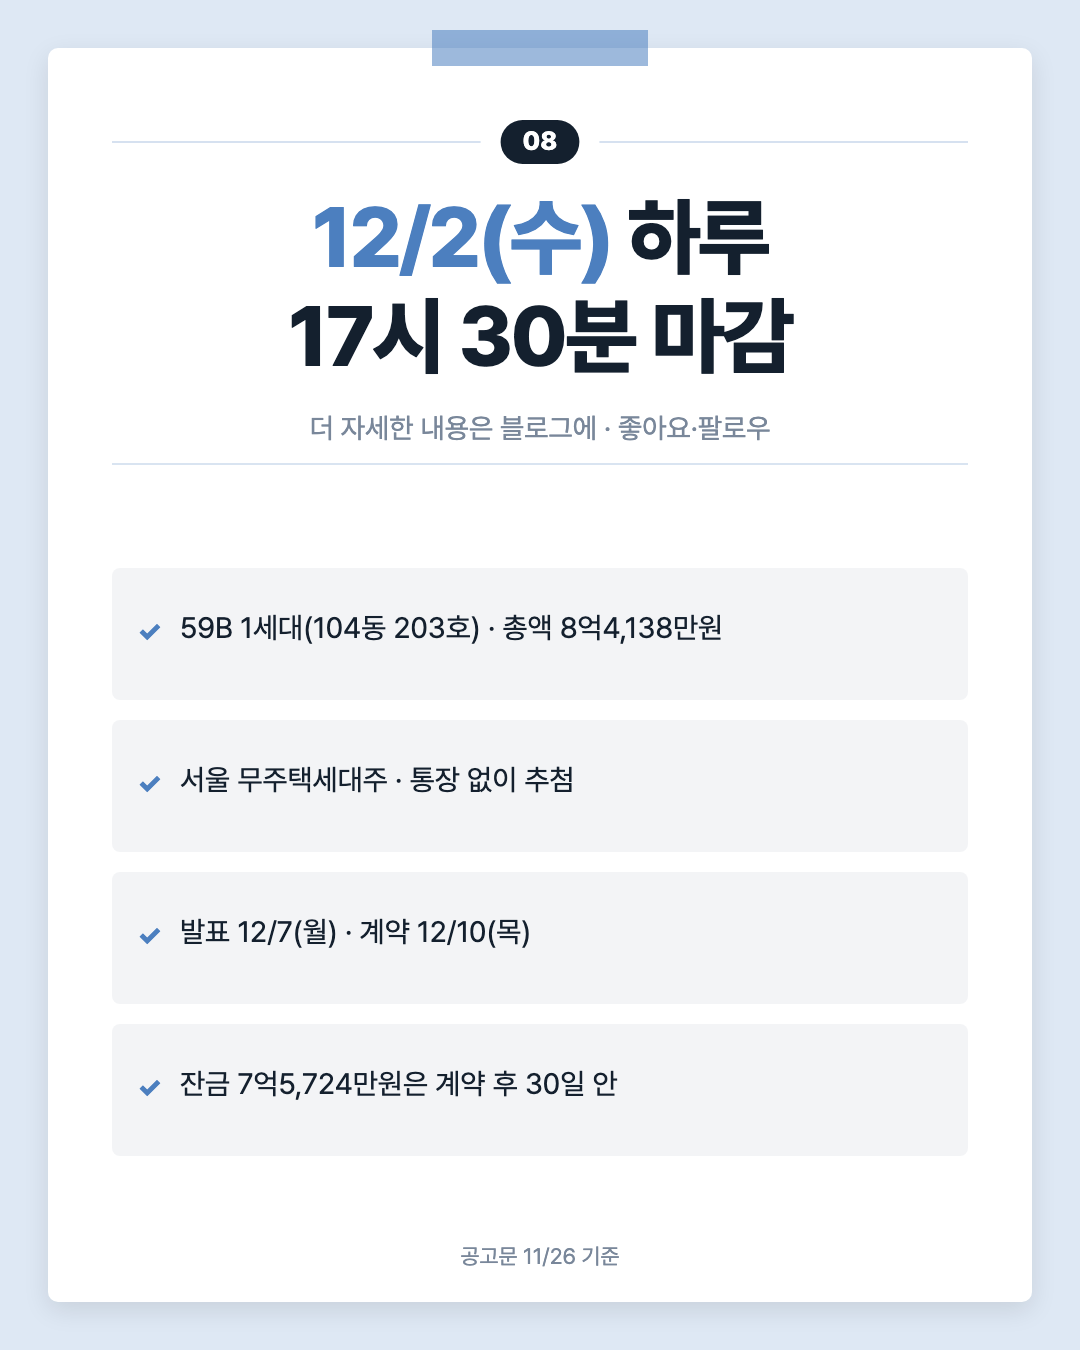 08
12/2(수) 하루
17시 30분 마감
더 자세한 내용은 블로그에 · 좋아요·팔로우
59B 1세대(104동 203호) · 총액 8억4,138만원
서울 무주택세대주 · 통장 없이 추첨
발표 12/7(월) · 계약 12/10(목)
잔금 7억5,724만원은 계약 후 30일 안
공고문 11/26 기준